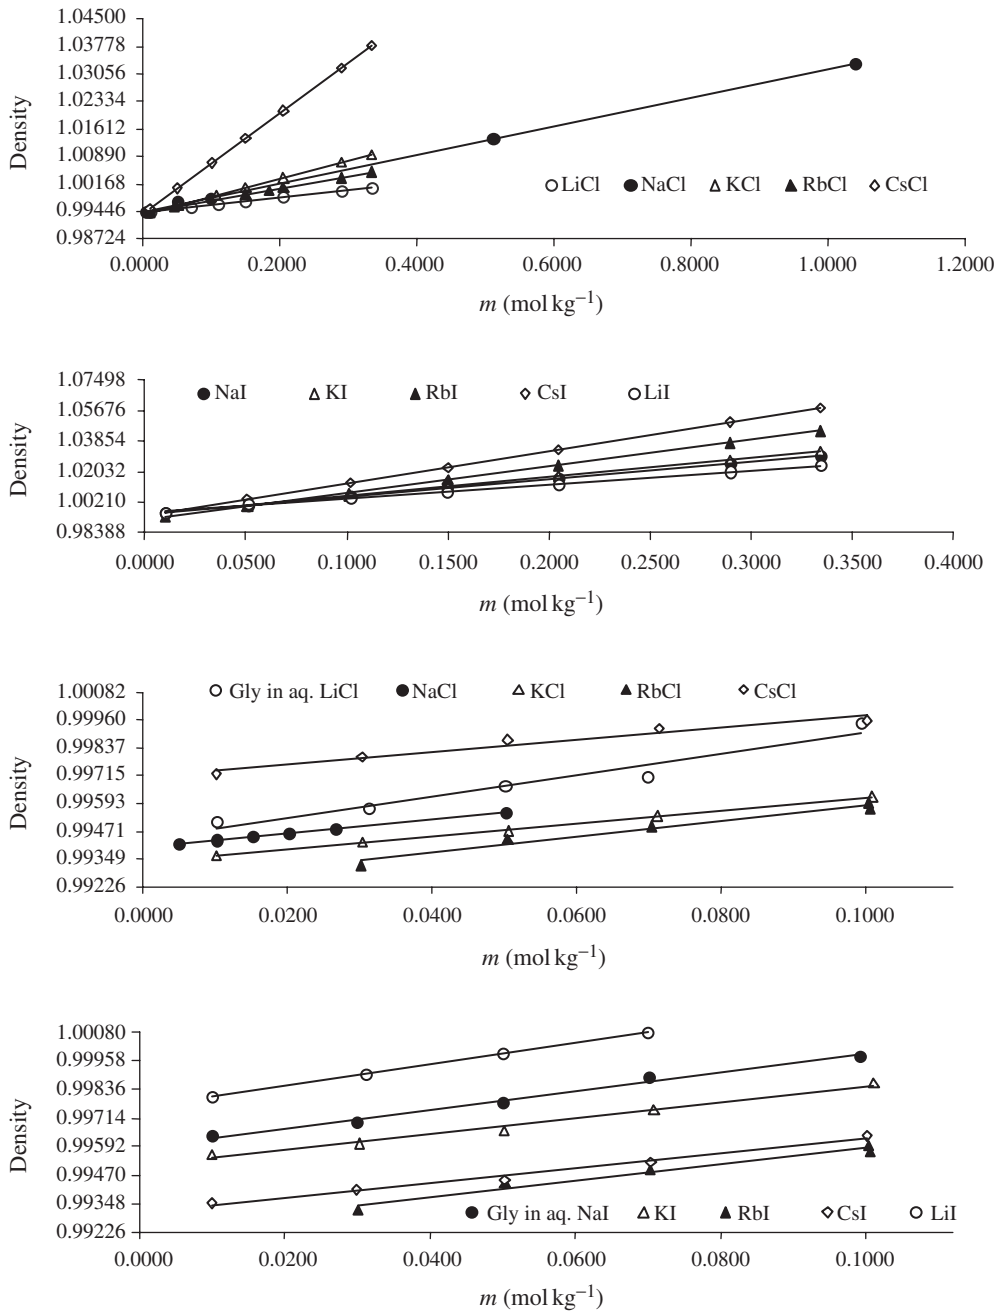 1.04500
1.03778
1.03056
1.02334
1.01612
1.00890
1.00168
0.99446
0.98724
Density
LiCl NaCl KCl RbCl CsCl
0.0000 0.2000 0.4000 0.6000 0.8000 1.0000 1.2000
m (mol kg−1)
1.07498
1.05676
1.03854
1.02032
1.00210
0.98388
Density
NaI KI RbI CsI LiI
0.0000 0.0500 0.1000 0.1500 0.2000 0.2500 0.3000 0.3500 0.4000
m (mol kg−1)
1.00082
0.99960
0.99837
0.99715
0.99593
0.99471
0.99349
0.99226
Density
Gly in aq. LiCl NaCl KCl RbCl CsCl
0.0000 0.0200 0.0400 0.0600 0.0800 0.1000
m (mol kg−1)
1.00080
0.99958
0.99836
0.99714
0.99592
0.99470
0.99348
0.99226
Density
Gly in aq. NaI KI RbI CsI LiI
0.0000 0.0200 0.0400 0.0600 0.0800 0.1000
m (mol kg−1)